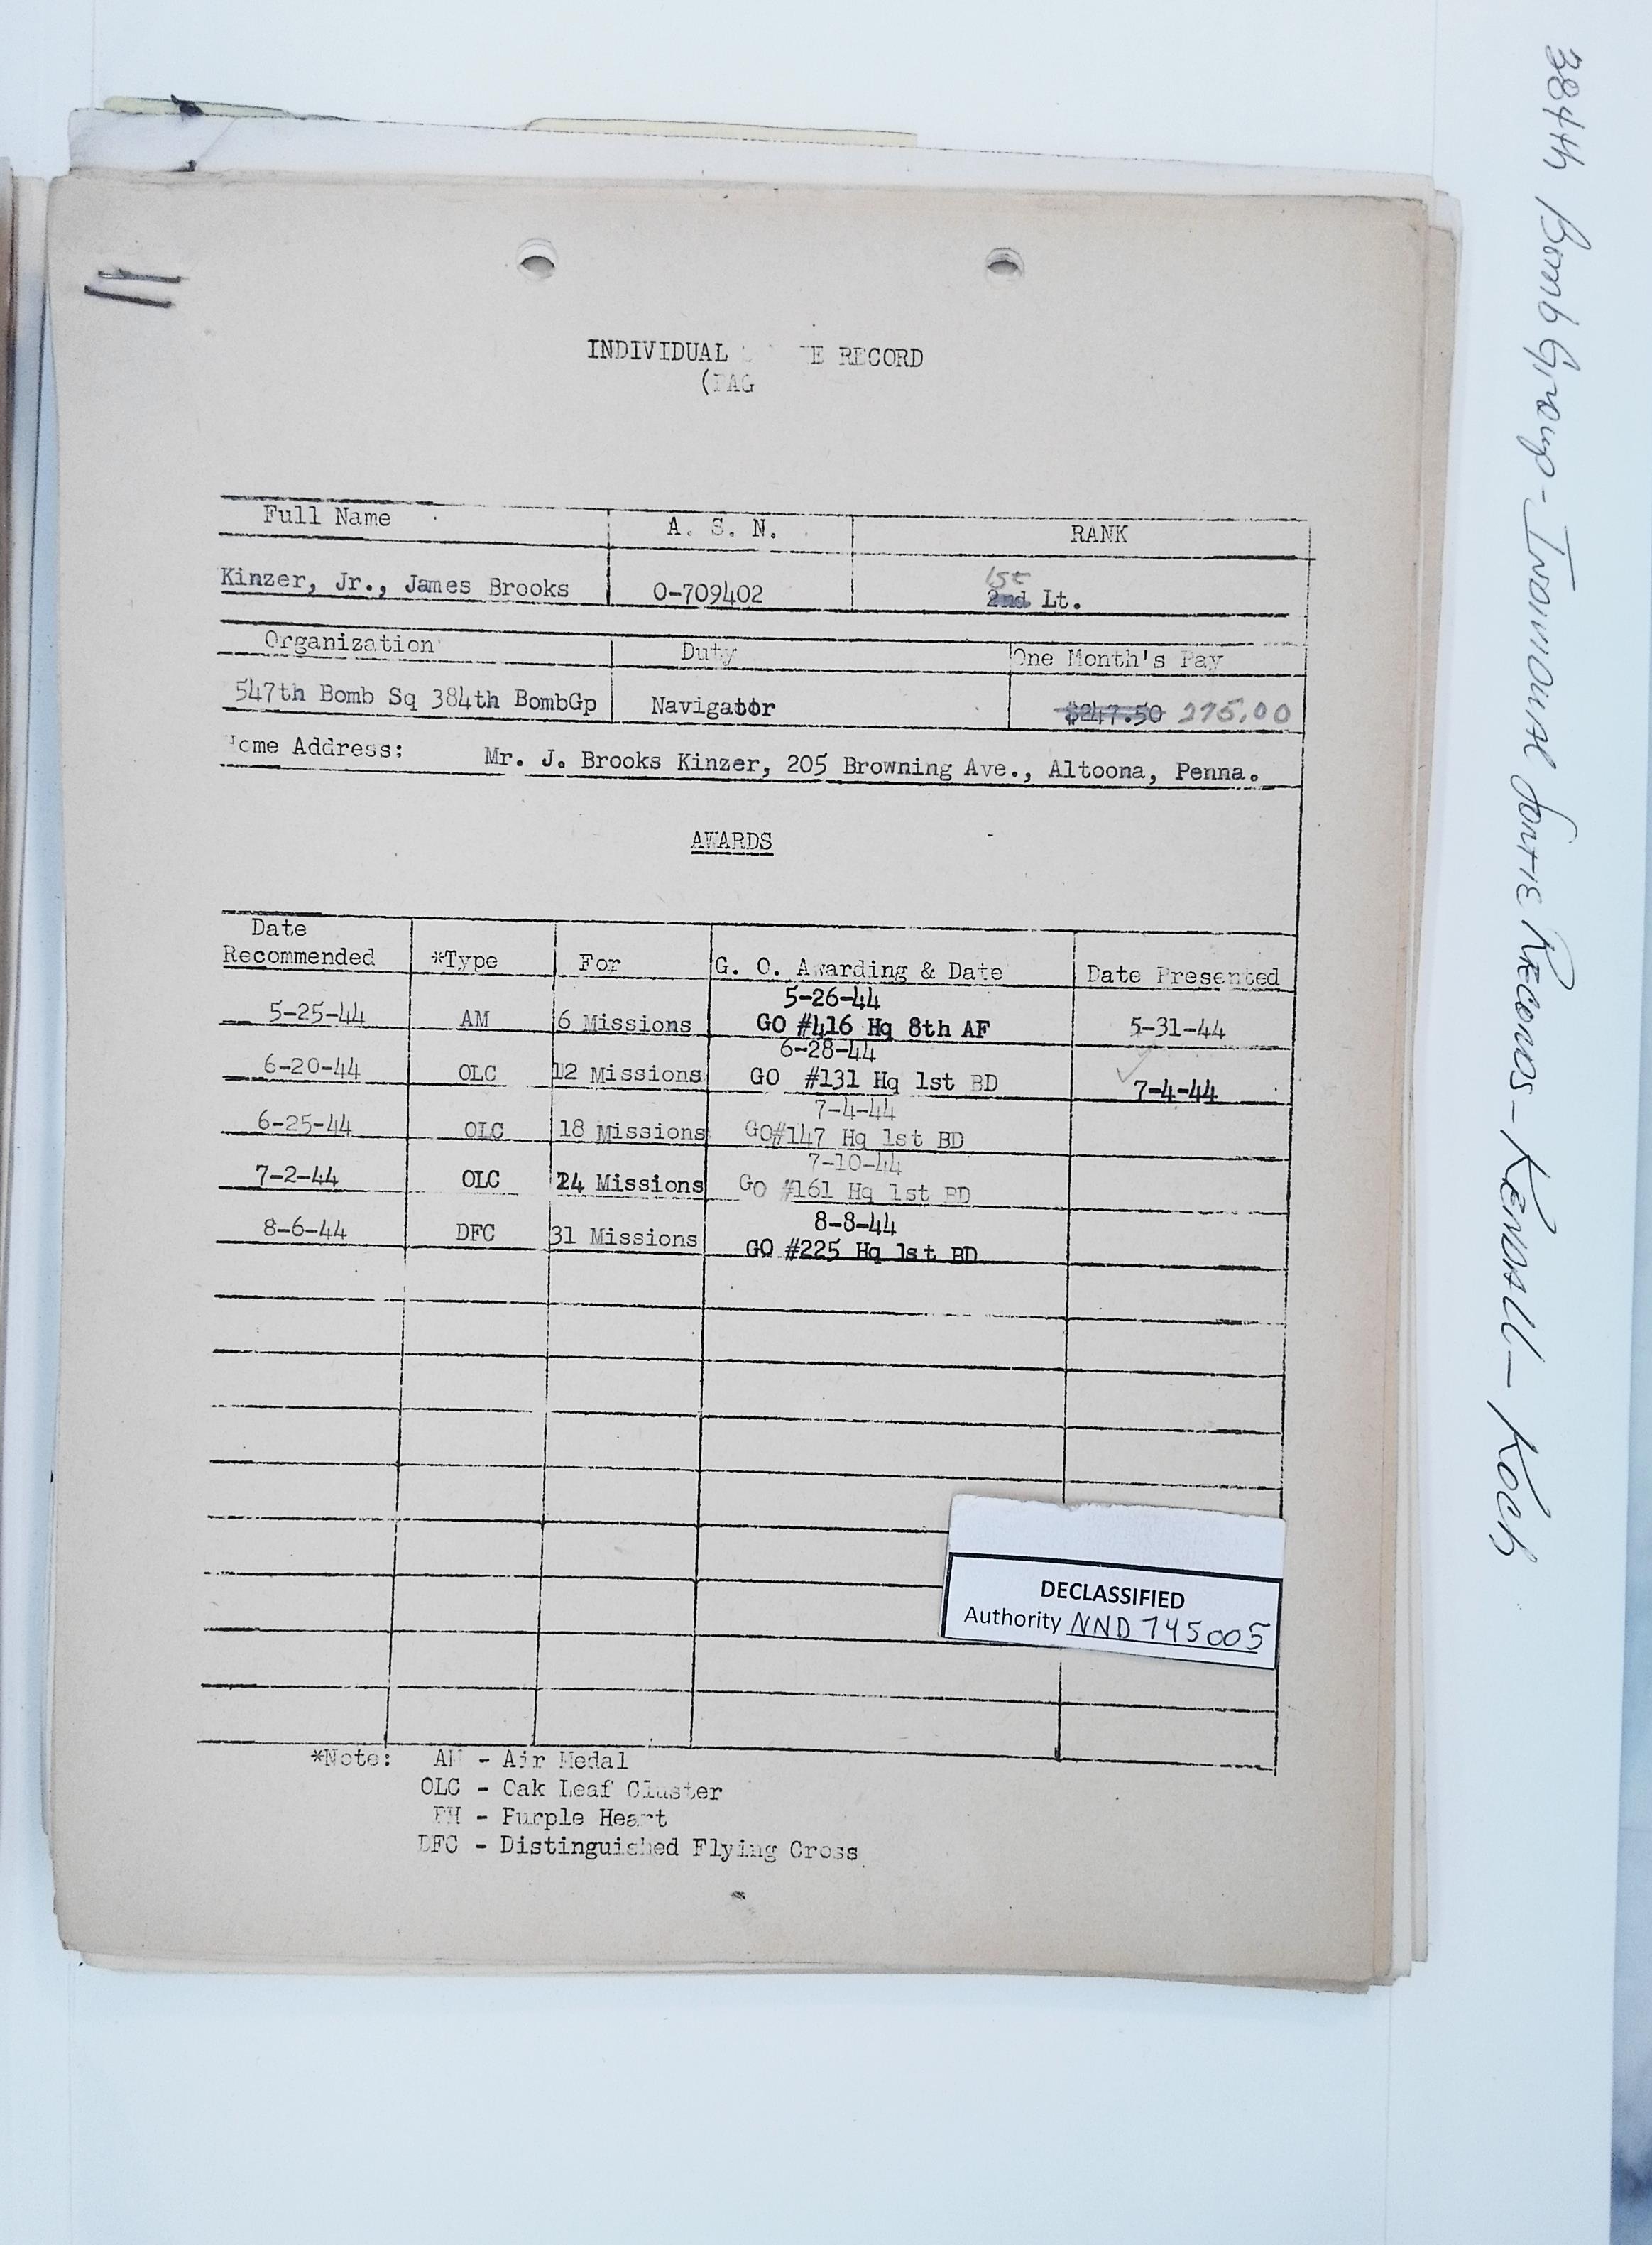 INDIVIDUAL E RECORD
(PAG
Full Name A. S. N. RANK
Kinzer, Jr., James Brooks 0-709402 1st 2nd Lt.
Organization Duty One Month's Pay
547th Bomb Sq 384th BombGp Navigator $247.50 275.00
Home Address: Mr. J. Brooks Kinzer, 205 Browning Ave., Altoona, Penna.
AWARDS
Date
Recommended *Type For G. O. Awarding & Date Date Presented
5-26-44
5-25-44 AM 6 Missions GO #416 Hq 8th AF 5-31-44
6-28-44
6-20-44 OLC 12 Missions GO #131 Hq 1st BD 7-4-44
7-4-44
6-25-44 OLC 18 Missions GO#147 Hq 1st BD
7-10-44
7-2-44 OLC 24 Missions GO #161 Hq 1st BD
8-8-44
8-6-44 DFC 31 Missions GO #225 Hq 1st BD
DECLASSIFIED
Authority NND 745005
*Note: AM - Air Medal
OLC - Oak Leaf Cluster
PH - Purple Heart
DFC - Distinguished Flying Cross
384th Bomb Group - Individual Sortie Records - Kendall - Koch